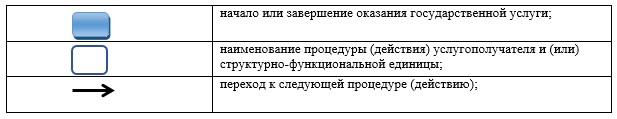 начало или завершение оказания государственной услуги;
наименование процедуры (действия) услугополучателя и (или)
структурно-функциональной единицы;
переход к следующей процедуре (действию);